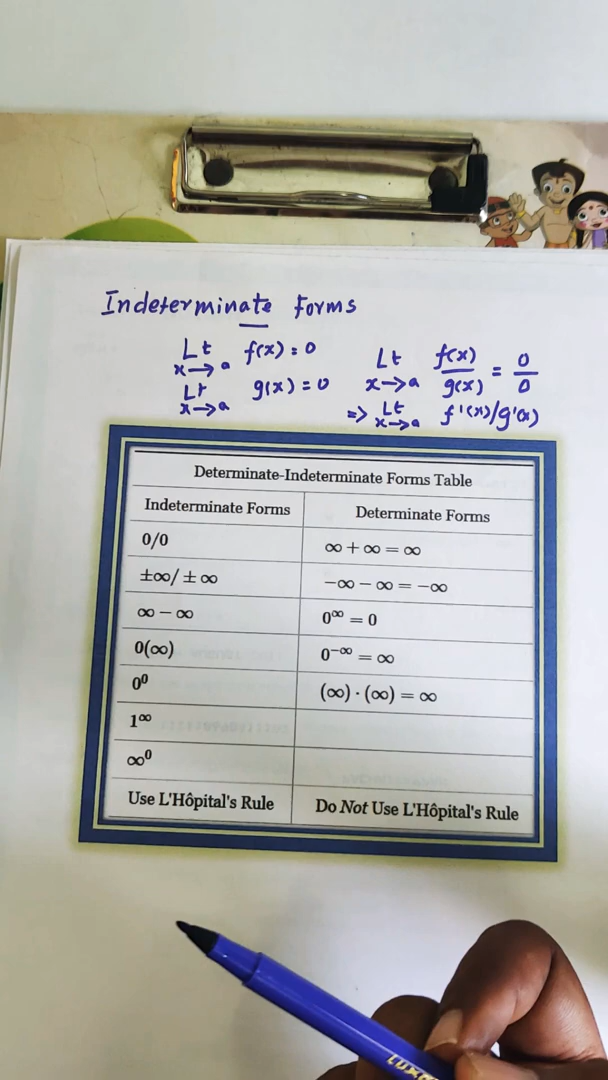 Indeterminate Forms
Lt x→a f(x) = 0
Lt x→a g(x) = 0
Lt x→a f(x)/g(x) = 0/0
=> Lt x→a f'(x)/g'(x)
Determinate-Indeterminate Forms Table
Indeterminate Forms Determinate Forms
0/0 ∞ + ∞ = ∞
±∞/±∞ −∞ − ∞ = −∞
∞ − ∞ 0^∞ = 0
0(∞) 0^−∞ = ∞
0^0 (∞) · (∞) = ∞
1^∞
∞^0
Use L'Hôpital's Rule Do Not Use L'Hôpital's Rule